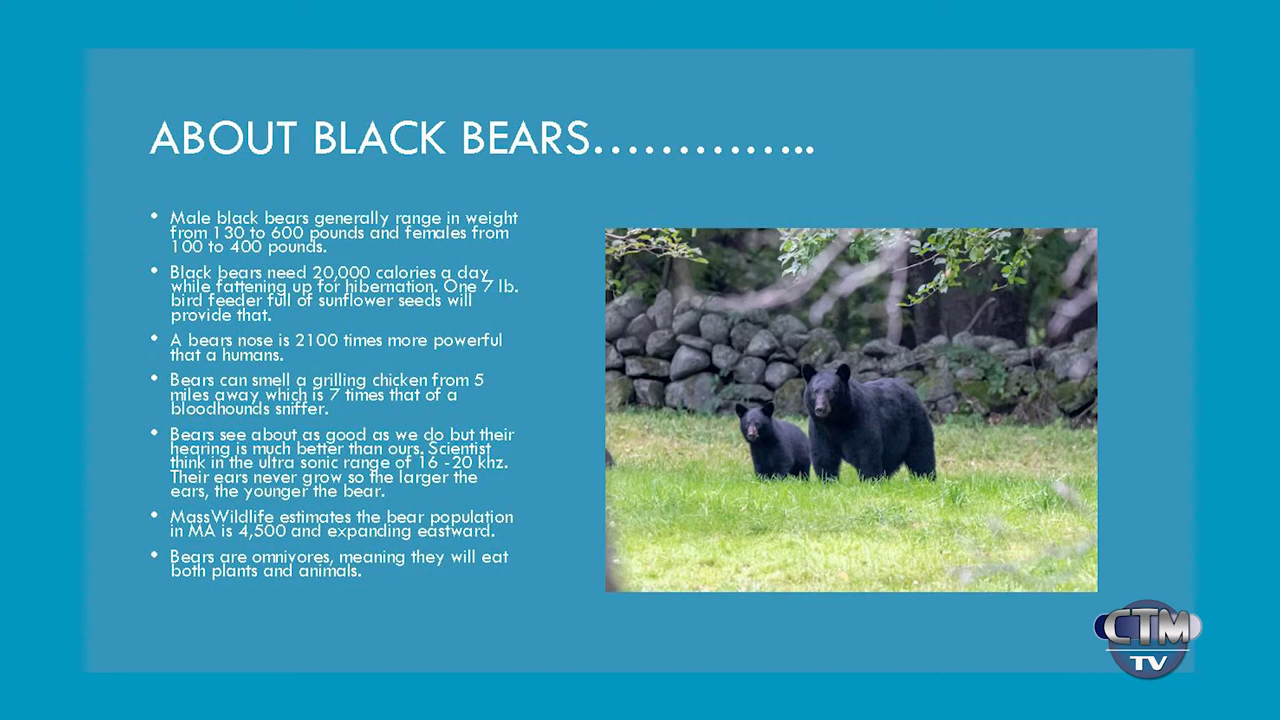 ABOUT BLACK BEARS…………..
• Male black bears generally range in weight
from 130 to 600 pounds and females from
100 to 400 pounds.
• Black bears need 20,000 calories a day
while fattening up for hibernation. One 7 lb.
bird feeder full of sunflower seeds will
provide that.
• A bears nose is 2100 times more powerful
that a humans.
• Bears can smell a grilling chicken from 5
miles away which is 7 times that of a
bloodhounds sniffer.
• Bears see about as good as we do but their
hearing is much better than ours. Scientist
think in the ultra sonic range of 16 -20 khz.
Their ears never grow so the larger the
ears, the younger the bear.
• MassWildlife estimates the bear population
in MA is 4,500 and expanding eastward.
• Bears are omnivores, meaning they will eat
both plants and animals.
CTM
TV